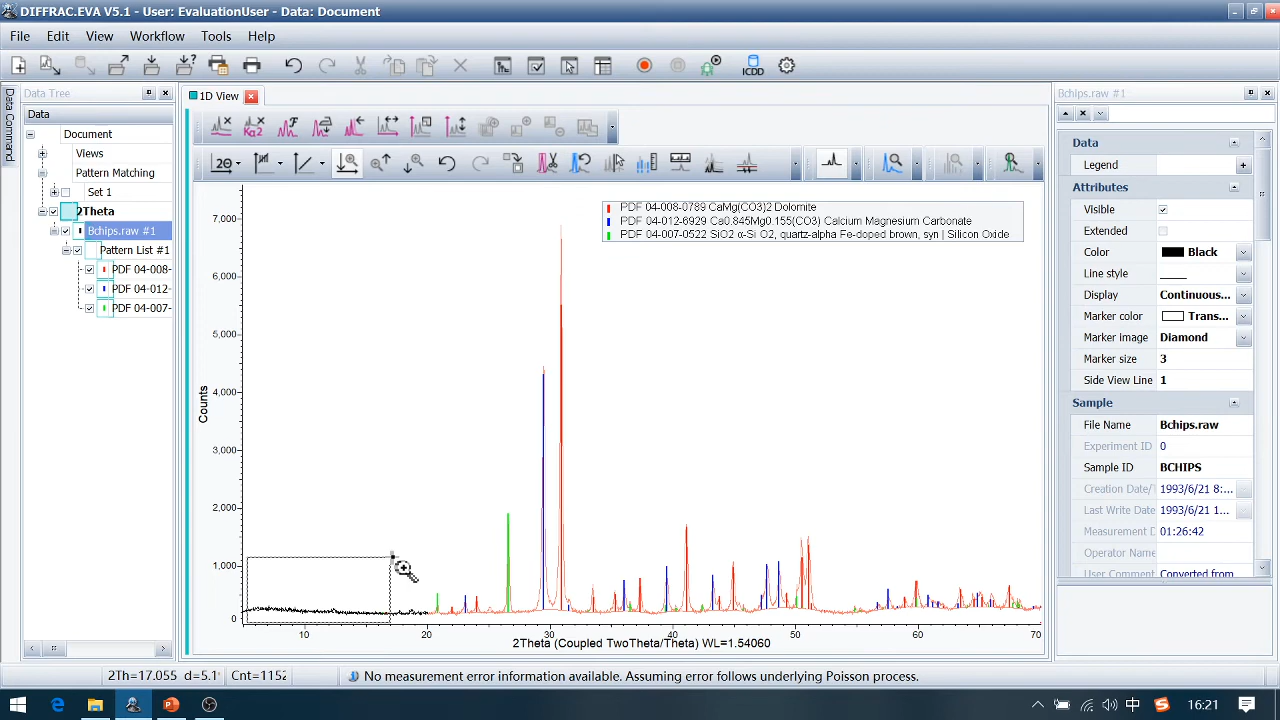 DIFFRAC.EVA V5.1 - User: EvaluationUser - Data: Document
File Edit View Workflow Tools Help
ICDD
Data Tree
1D View
Bchips.raw #1
Data Command
Data
Document
Views
Pattern Matching
Set 1
2Theta
Bchips.raw #1
Pattern List #1
PDF 04-008-
PDF 04-012-
PDF 04-007-
Kα2
2θ
PDF 04-008-0789 CaMg(CO3)2 Dolomite
PDF 04-012-6929 Ca0.845Mg0.155(CO3) Calcium Magnesium Carbonate
PDF 04-007-0522 SiO2 α-Si O2, quartz-alpha Fe-doped brown, syn | Silicon Oxide
7,000
6,000
5,000
4,000
3,000
2,000
1,000
0
Counts
10 20 30 40 50 60 70
2Theta (Coupled TwoTheta/Theta) WL=1.54060
Data
Legend
Attributes
Visible
Extended
Color Black
Line style
Display Continuous...
Marker color Trans...
Marker image Diamond
Marker size 3
Side View Line 1
Sample
File Name Bchips.raw
Experiment ID 0
Sample ID BCHIPS
Creation Date/T 1993/6/21 8:...
Last Write Date 1993/6/21 1...
Measurement D 01:26:42
Operator Name
User Comment Converted from
2Th=17.055 d=5.1 Cnt=1152 No measurement error information available. Assuming error follows underlying Poisson process.
中 16:21